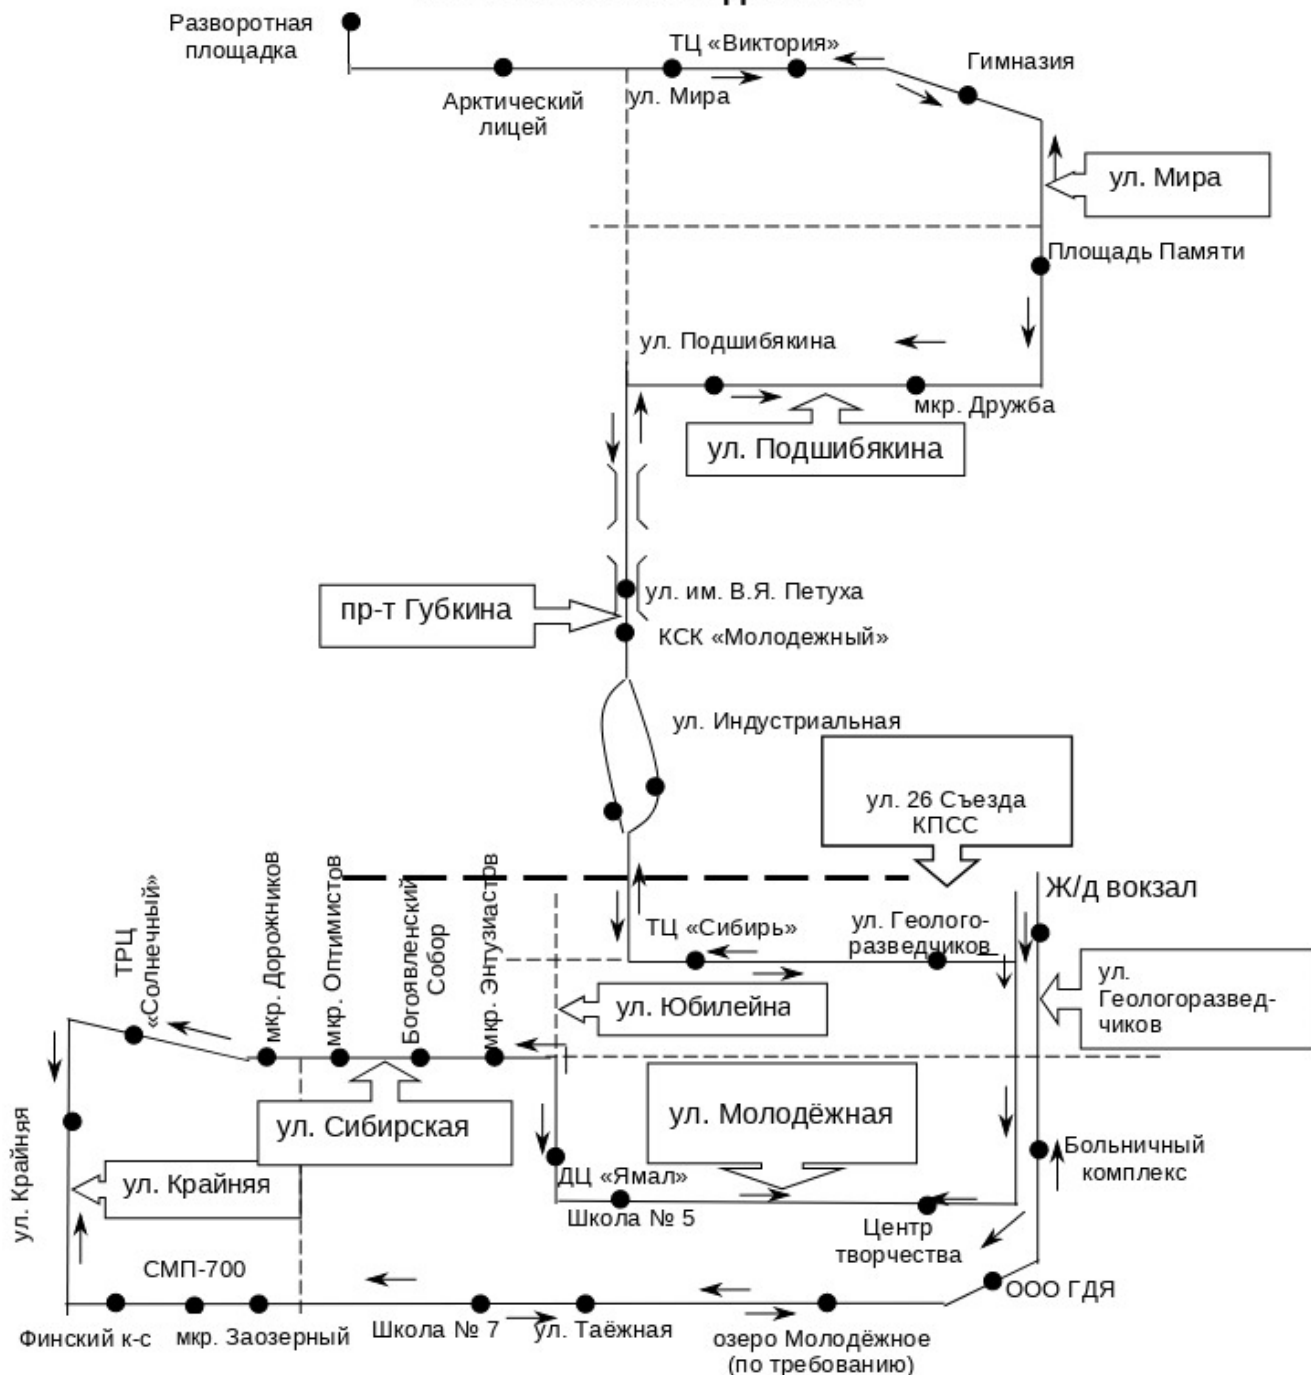 Разворотная
площадка
ТЦ «Виктория»
Гимназия
Арктический
лицей
ул. Мира
ул. Мира
Площадь Памяти
ул. Подшибякина
мкр. Дружба
ул. Подшибякина
пр-т Губкина
ул. им. В.Я. Петуха
КСК «Молодежный»
ул. Индустриальная
ул. 26 Съезда
КПСС
ТРЦ
«Солнечный»
мкр. Дорожников
мкр. Оптимистов
Богоявленский
Собор
мкр. Энтузиастов
ТЦ «Сибирь»
ул. Геолого-
разведчиков
Ж/д вокзал
ул.
Геологоразвед-
чиков
ул. Юбилейна
ул. Сибирская
ул. Молодёжная
ул. Крайняя
ул. Крайняя
ДЦ «Ямал»
Школа № 5
Больничный
комплекс
Центр
творчества
СМП-700
ООО ГДЯ
Финский к-с
мкр. Заозерный
Школа № 7
ул. Таёжная
озеро Молодёжное
(по требованию)